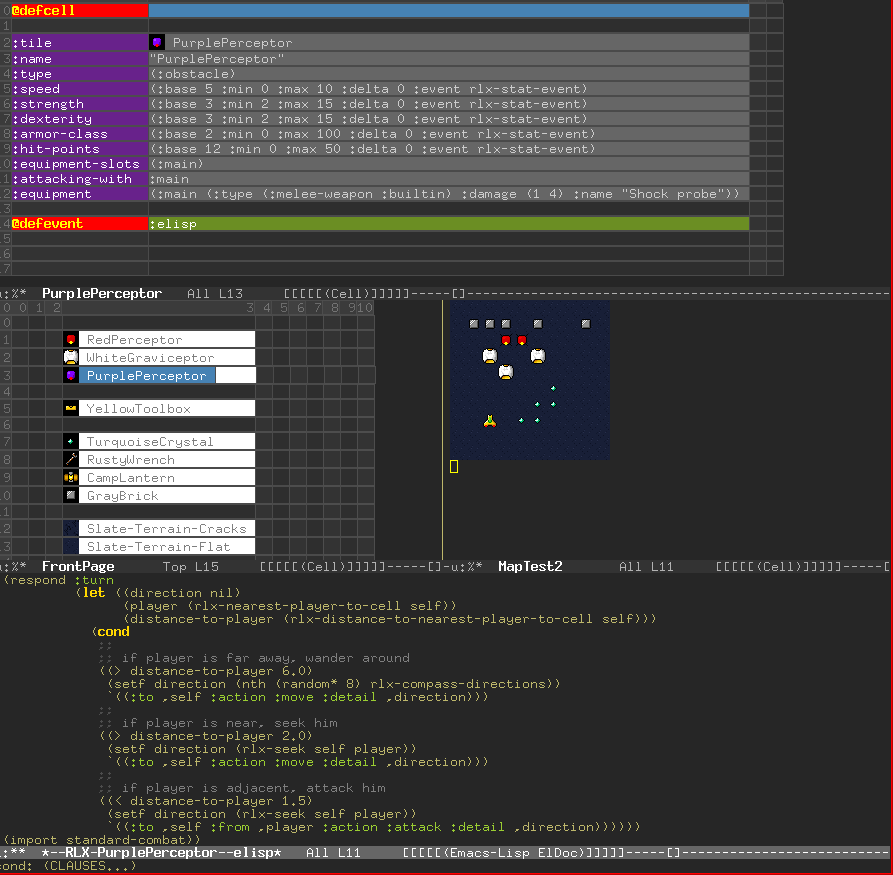 0 @defcell
1
2 :tile PurplePerceptor
3 :name "PurplePerceptor"
4 :type (:obstacle)
5 :speed (:base 5 :min 0 :max 10 :delta 0 :event rlx-stat-event)
6 :strength (:base 3 :min 2 :max 15 :delta 0 :event rlx-stat-event)
7 :dexterity (:base 3 :min 2 :max 15 :delta 0 :event rlx-stat-event)
8 :armor-class (:base 2 :min 0 :max 100 :delta 0 :event rlx-stat-event)
9 :hit-points (:base 12 :min 0 :max 50 :delta 0 :event rlx-stat-event)
0 :equipment-slots (:main)
1 :attacking-with :main
2 :equipment (:main (:type (:melee-weapon :builtin) :damage (1 4) :name "Shock probe"))
3
4 @defevent :elisp
5
6
7
u:%* PurplePerceptor All L13 [[[[[(Cell)]]]]]-----[]------------------------------------------------------
0 0 1 2 3 4 5 6 7 8 910
0
1 RedPerceptor
2 WhiteGraviceptor
3 PurplePerceptor
4
5 YellowToolbox
6
7 TurquoiseCrystal
8 RustyWrench
9 CampLantern
0 GrayBrick
1
2 Slate-Terrain-Cracks
3 Slate-Terrain-Flat
u:%* FrontPage Top L15 [[[[[(Cell)]]]]]-----[]-u:%* MapTest2 All L11 [[[[[(Cell)]]]]]-----[]---
(respond :turn
(let ((direction nil)
(player (rlx-nearest-player-to-cell self))
(distance-to-player (rlx-distance-to-nearest-player-to-cell self)))
(cond
;;
;; if player is far away, wander around
((> distance-to-player 6.0)
(setf direction (nth (random* 8) rlx-compass-directions))
`((:to ,self :action :move :detail ,direction)))
;;
;; if player is near, seek him
((> distance-to-player 2.0)
(setf direction (rlx-seek self player))
`((:to ,self :action :move :detail ,direction)))
;;
;; if player is adjacent, attack him
((< distance-to-player 1.5)
(setf direction (rlx-seek self player))
`((:to ,self :from ,player :action :attack :detail ,direction))))))
(import standard-combat))
:** *--RLX-PurplePerceptor--elisp* All L11 [[[[[(Emacs-Lisp ElDoc)]]]]]-----[]--------------------------
cond: (CLAUSES...)